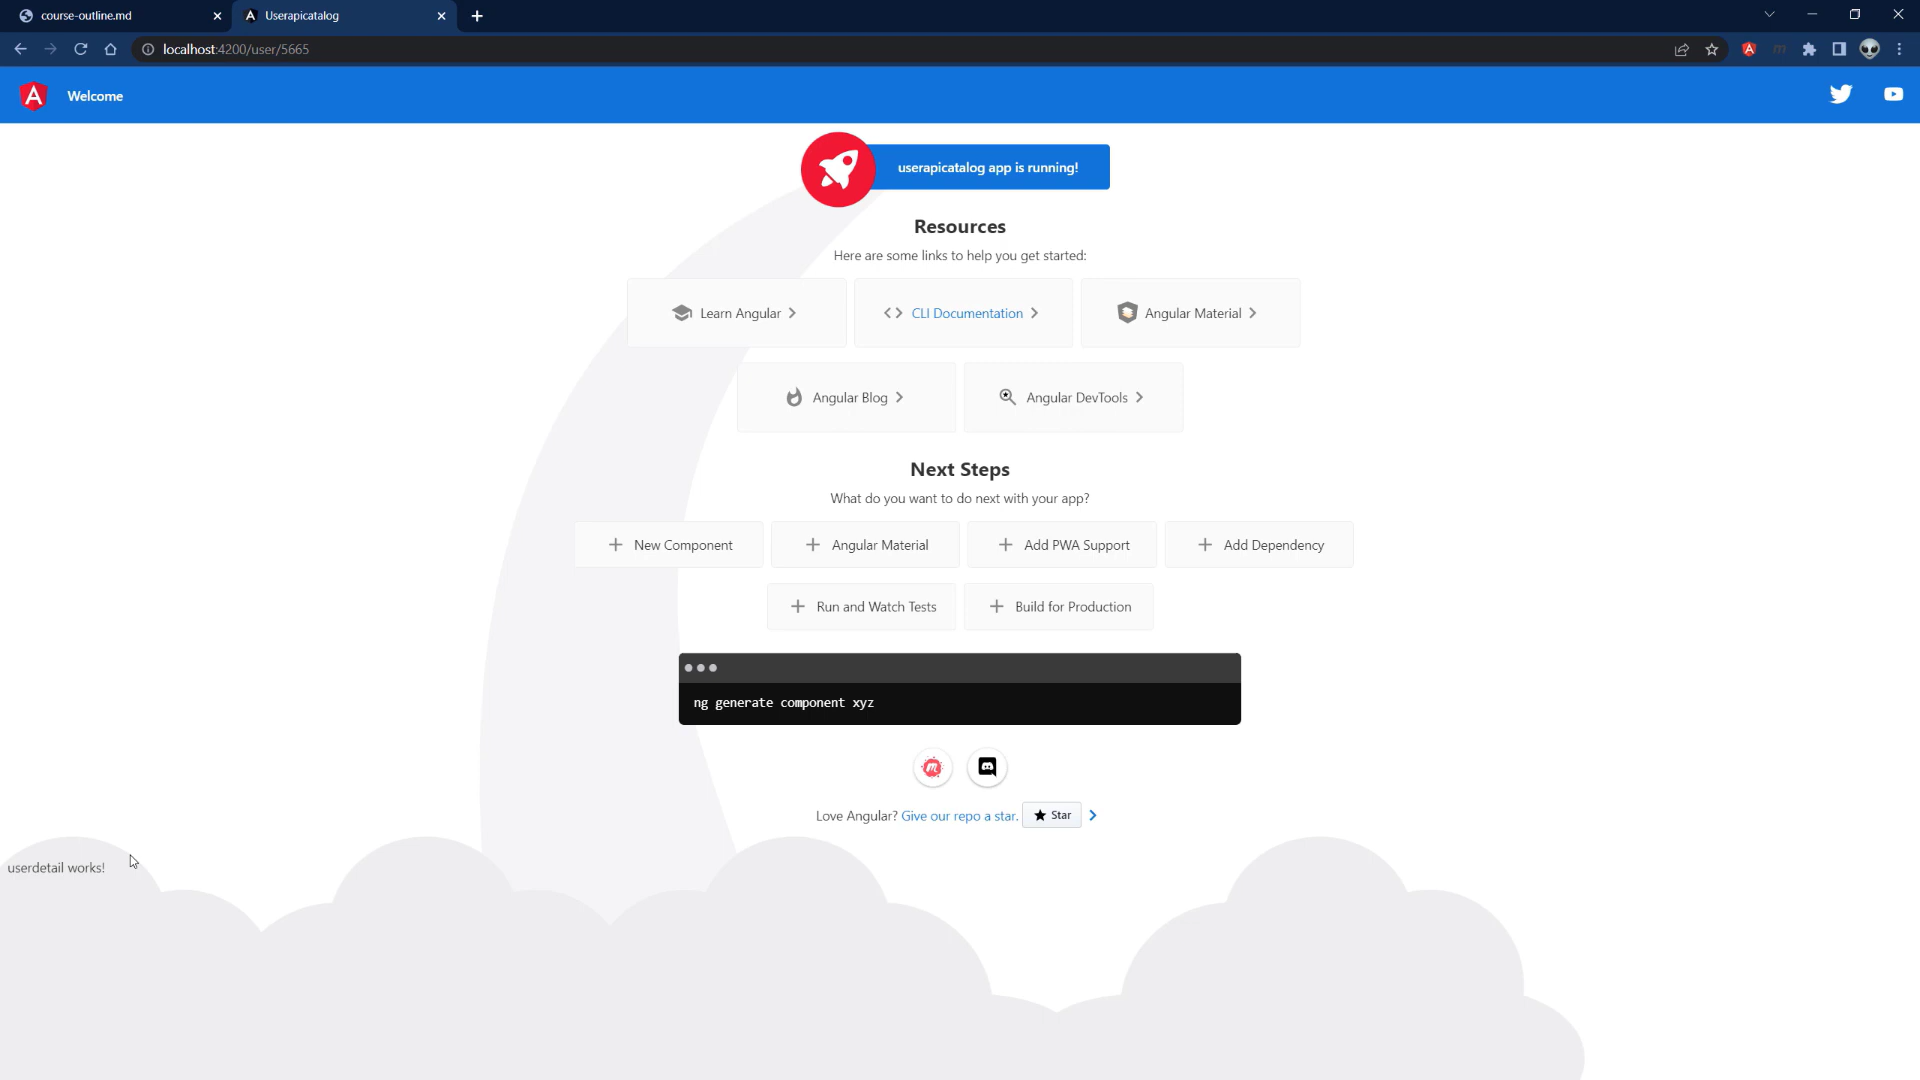 course-outline.md
Userapicatalog
localhost:4200/user/5665
Welcome
userapicatalog app is running!
Resources
Here are some links to help you get started:
Learn Angular
CLI Documentation
Angular Material
Angular Blog
Angular DevTools
Next Steps
What do you want to do next with your app?
New Component
Angular Material
Add PWA Support
Add Dependency
Run and Watch Tests
Build for Production
ng generate component xyz
Love Angular? Give our repo a star. Star
userdetail works!